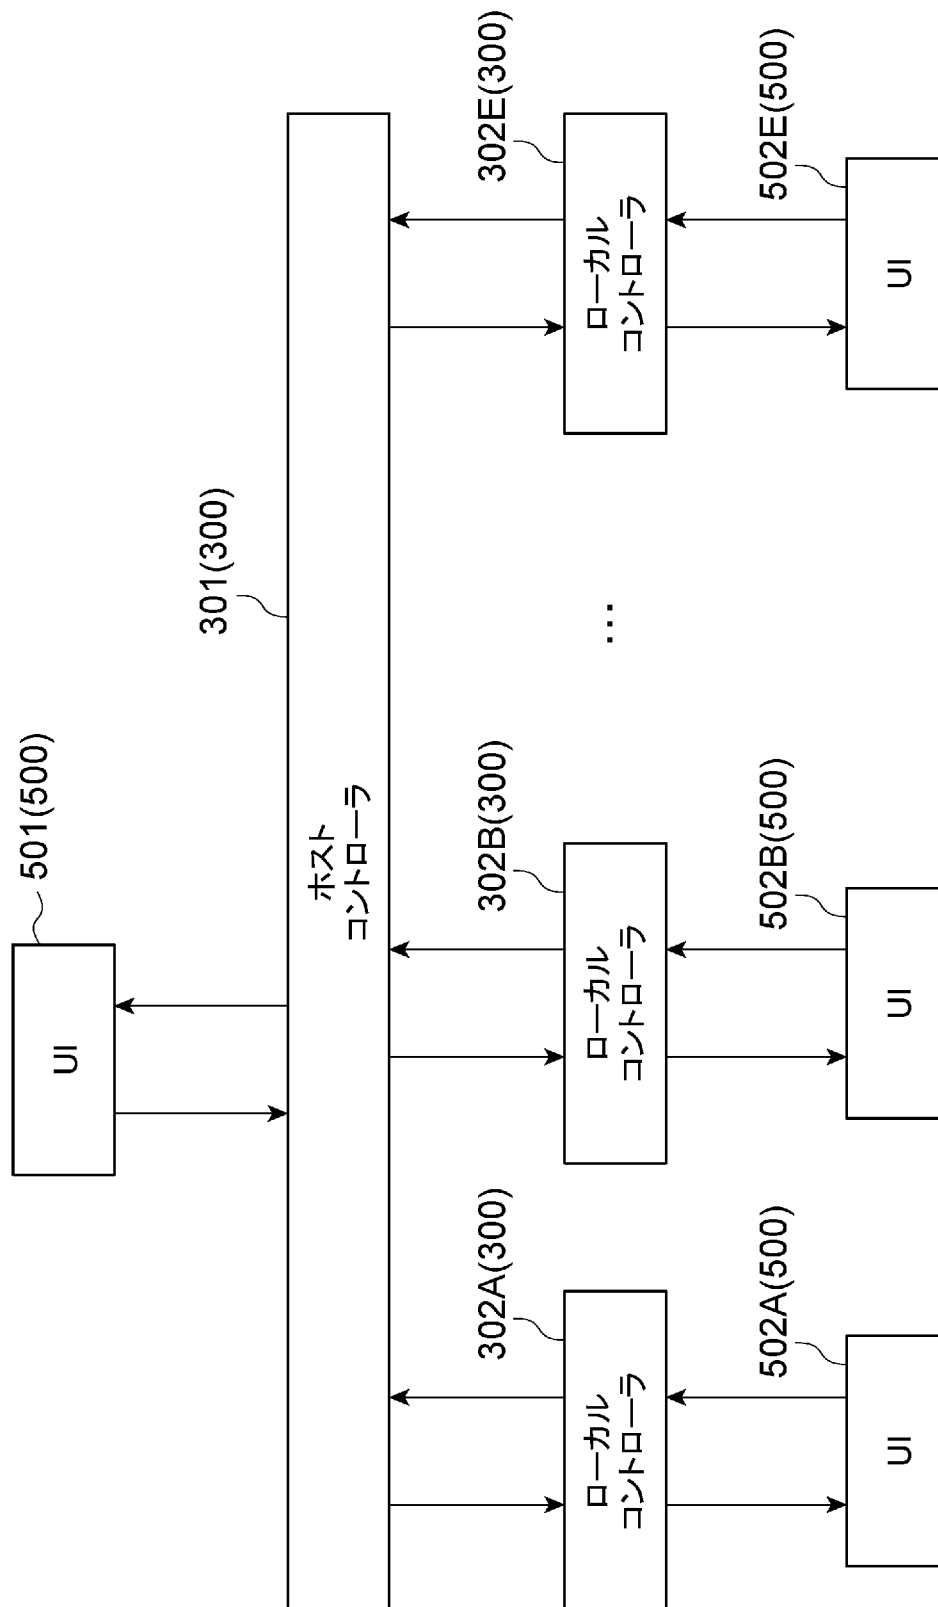 501(500)
UI
301(300)
ホスト
コントローラ
302A(300)
302B(300)
302E(300)
ローカル
コントローラ
ローカル
コントローラ
…
ローカル
コントローラ
502A(500)
502B(500)
502E(500)
UI
UI
UI